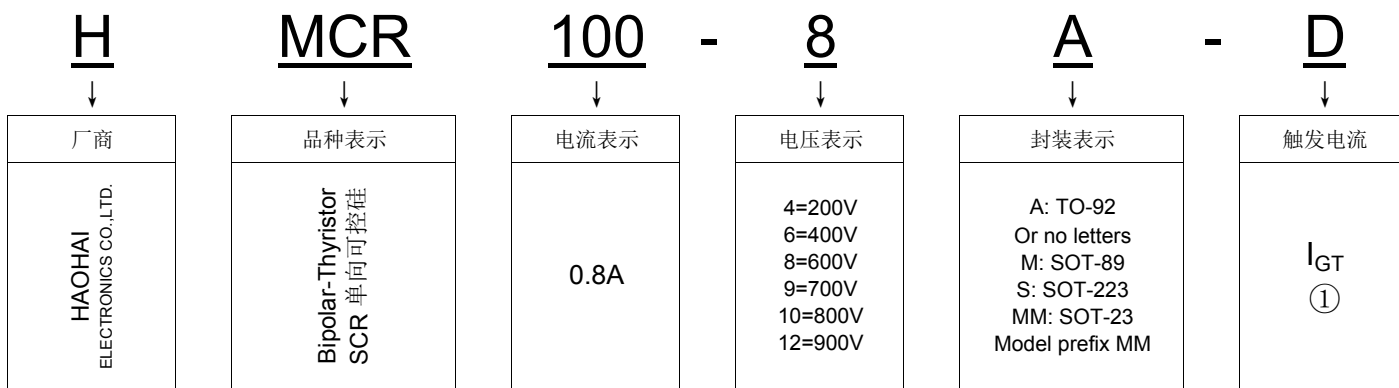 H MCR 100 - 8 A - D
↓ ↓ ↓ ↓ ↓ ↓
厂商
HAOHAI
ELECTRONICS CO.,LTD.
品种表示
Bipolar-Thyristor
SCR 单向可控硅
电流表示
0.8A
电压表示
4=200V
6=400V
8=600V
9=700V
10=800V
12=900V
封装表示
A: TO-92
Or no letters
M: SOT-89
S: SOT-223
MM: SOT-23
Model prefix MM
触发电流
IGT
①